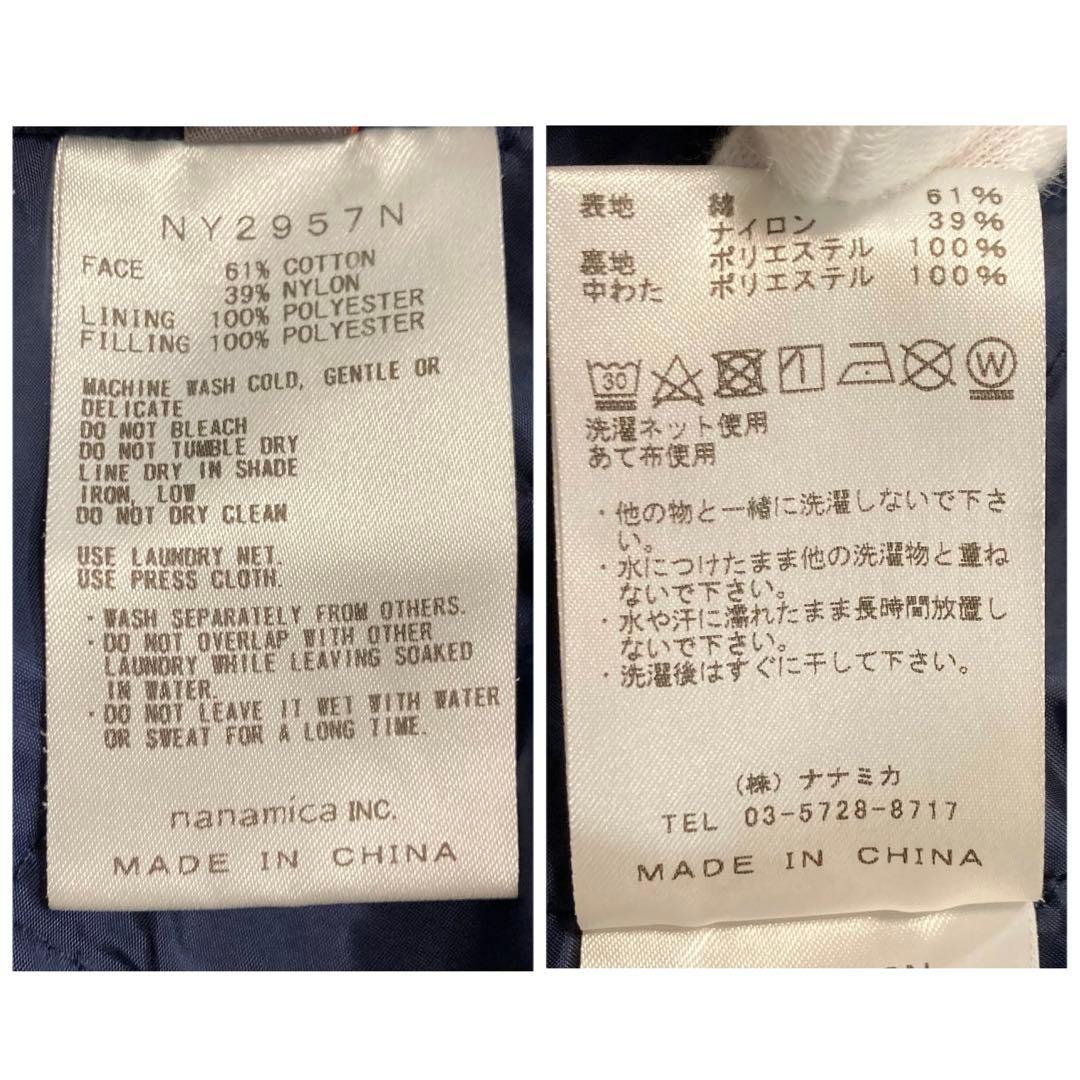 NY2957N
FACE 61% COTTON
39% NYLON
LINING 100% POLYESTER
FILLING 100% POLYESTER
MACHINE WASH COLD, GENTLE OR
DELICATE
DO NOT BLEACH
DO NOT TUMBLE DRY
LINE DRY IN SHADE
IRON, LOW
DO NOT DRY CLEAN
USE LAUNDRY NET.
USE PRESS CLOTH.
・WASH SEPARATELY FROM OTHERS.
・DO NOT OVERLAP WITH OTHER
LAUNDRY WHILE LEAVING SOAKED
IN WATER.
・DO NOT LEAVE IT WET WITH WATER
OR SWEAT FOR A LONG TIME.
nanamica INC.
MADE IN CHINA
表地 綿 61%
ナイロン 39%
裏地 ポリエステル 100%
中わた ポリエステル 100%
30 W
洗濯ネット使用
あて布使用
・他の物と一緒に洗濯しないで下さ
い。
・水につけたまま他の洗濯物と重ね
ないで下さい。
・水や汗に濡れたまま長時間放置し
ないで下さい。
・洗濯後はすぐに干して下さい。
(株) ナナミカ
TEL 03-5728-8717
MADE IN CHINA